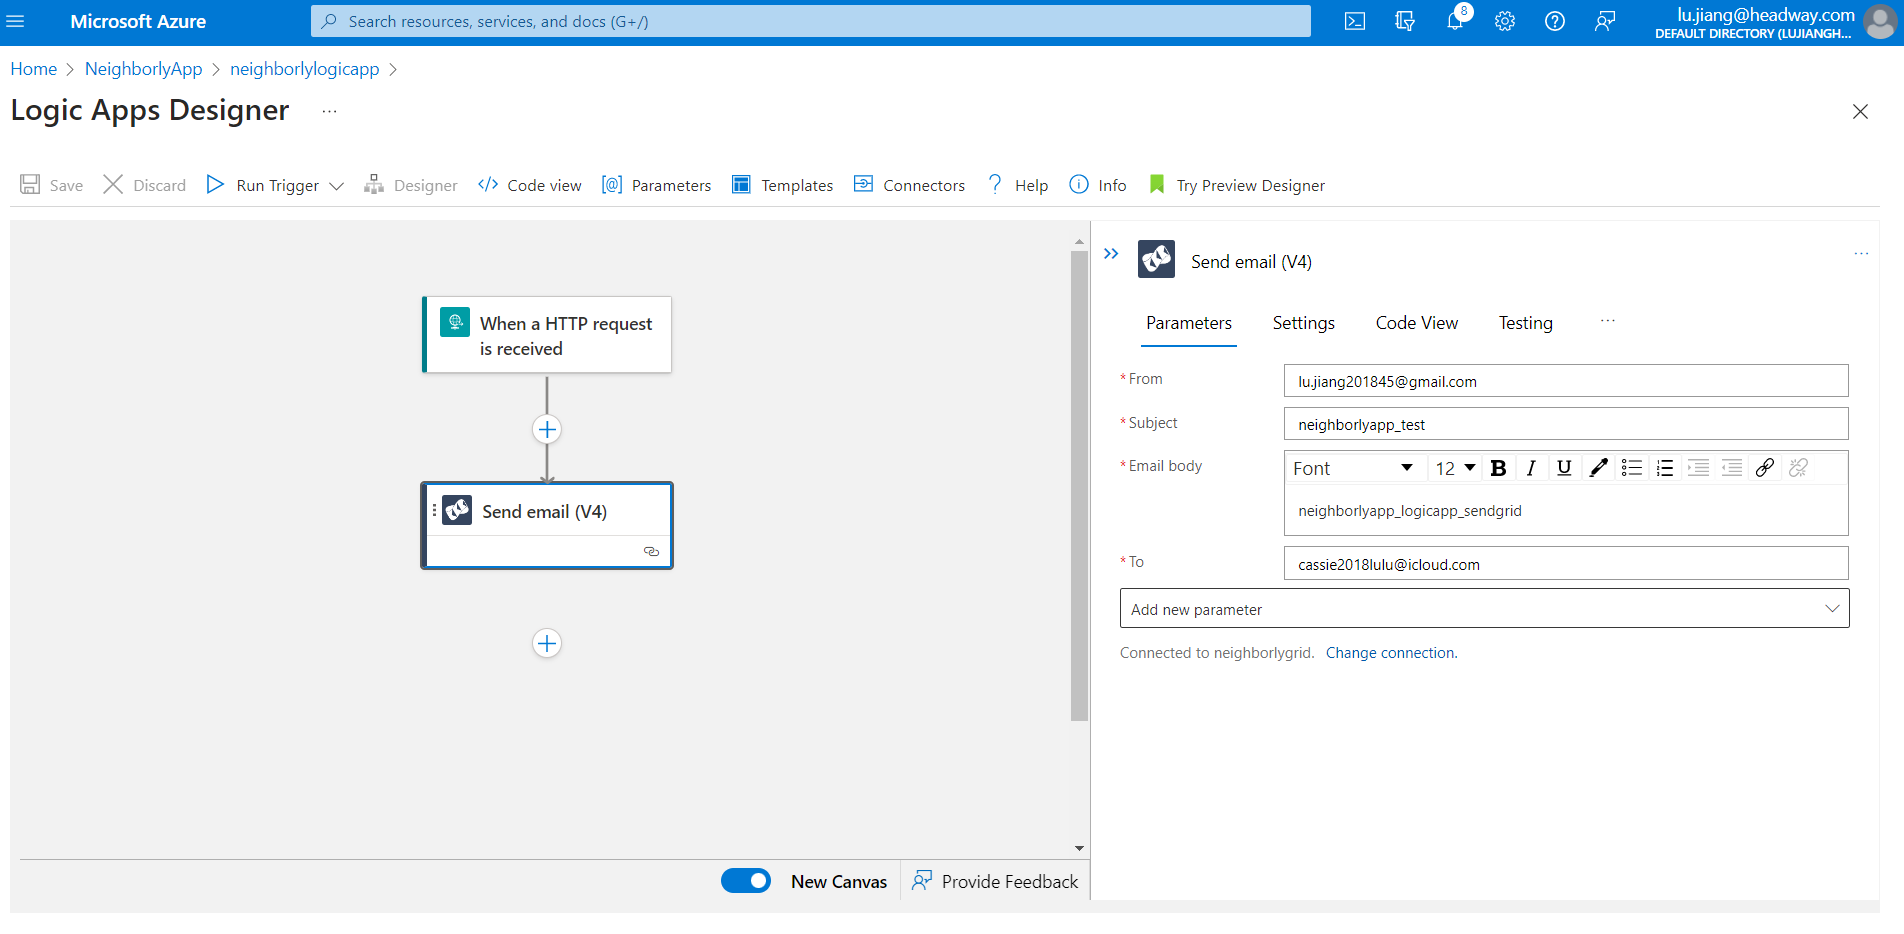 Microsoft Azure
Search resources, services, and docs (G+/)
8
lu.jiang@headway.com
DEFAULT DIRECTORY (LUJIANGH...
Home > NeighborlyApp > neighborlylogicapp >
Logic Apps Designer ...
Save Discard Run Trigger Designer Code view Parameters Templates Connectors Help Info Try Preview Designer
When a HTTP request
is received
Send email (V4)
New Canvas Provide Feedback
Send email (V4)
Parameters Settings Code View Testing ...
* From
lu.jiang201845@gmail.com
* Subject
neighborlyapp_test
* Email body
Font 12 B I U
neighborlyapp_logicapp_sendgrid
* To
cassie2018lulu@icloud.com
Add new parameter
Connected to neighborlygrid. Change connection.